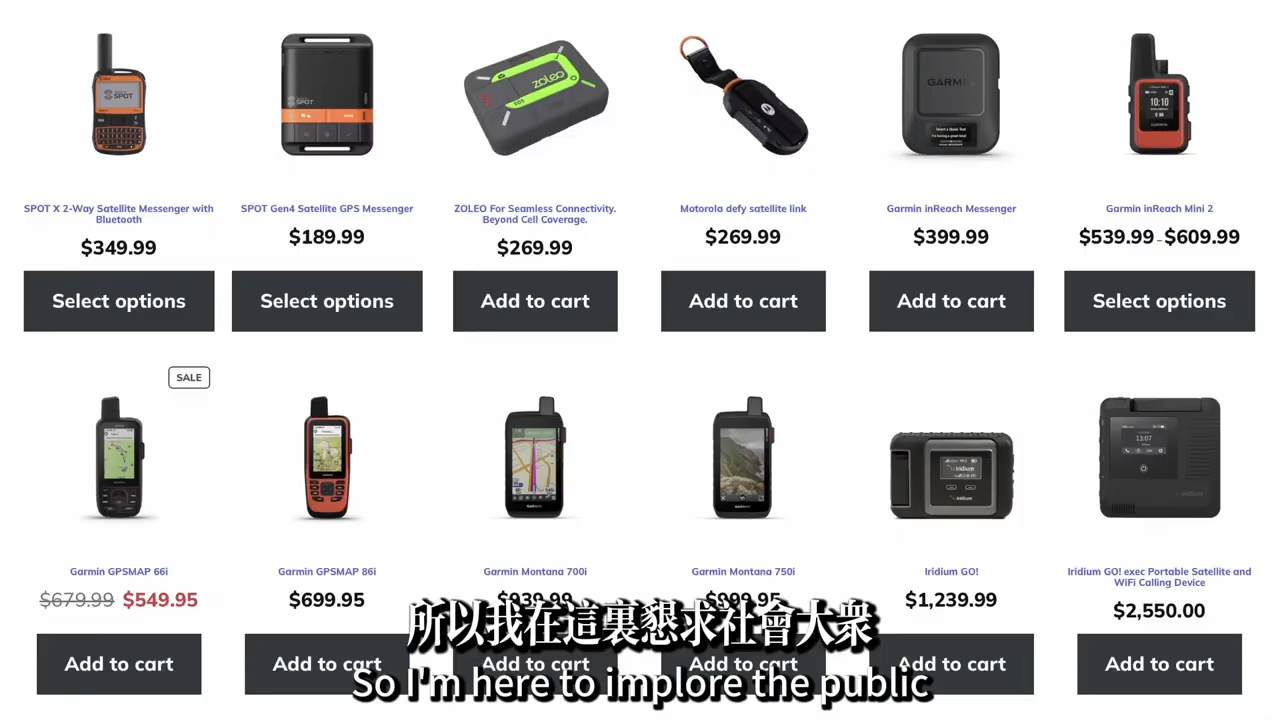 SPOT X 2-Way Satellite Messenger with
Bluetooth
$349.99
Select options
SPOT Gen4 Satellite GPS Messenger
$189.99
Select options
ZOLEO For Seamless Connectivity.
Beyond Cell Coverage.
$269.99
Add to cart
Motorola defy satellite link
$269.99
Add to cart
Garmin inReach Messenger
$399.99
Add to cart
Garmin inReach Mini 2
$539.99 – $609.99
Select options
SALE
Garmin GPSMAP 66i
$679.99 $549.95
Add to cart
Garmin GPSMAP 86i
$699.95
Add to cart
Garmin Montana 700i
$939.99
Add to cart
Garmin Montana 750i
$999.95
Add to cart
Iridium GO!
$1,239.99
Add to cart
Iridium GO! exec Portable Satellite and
WiFi Calling Device
$2,550.00
Add to cart
所以我在這裏懇求社會大衆
So I'm here to implore the public